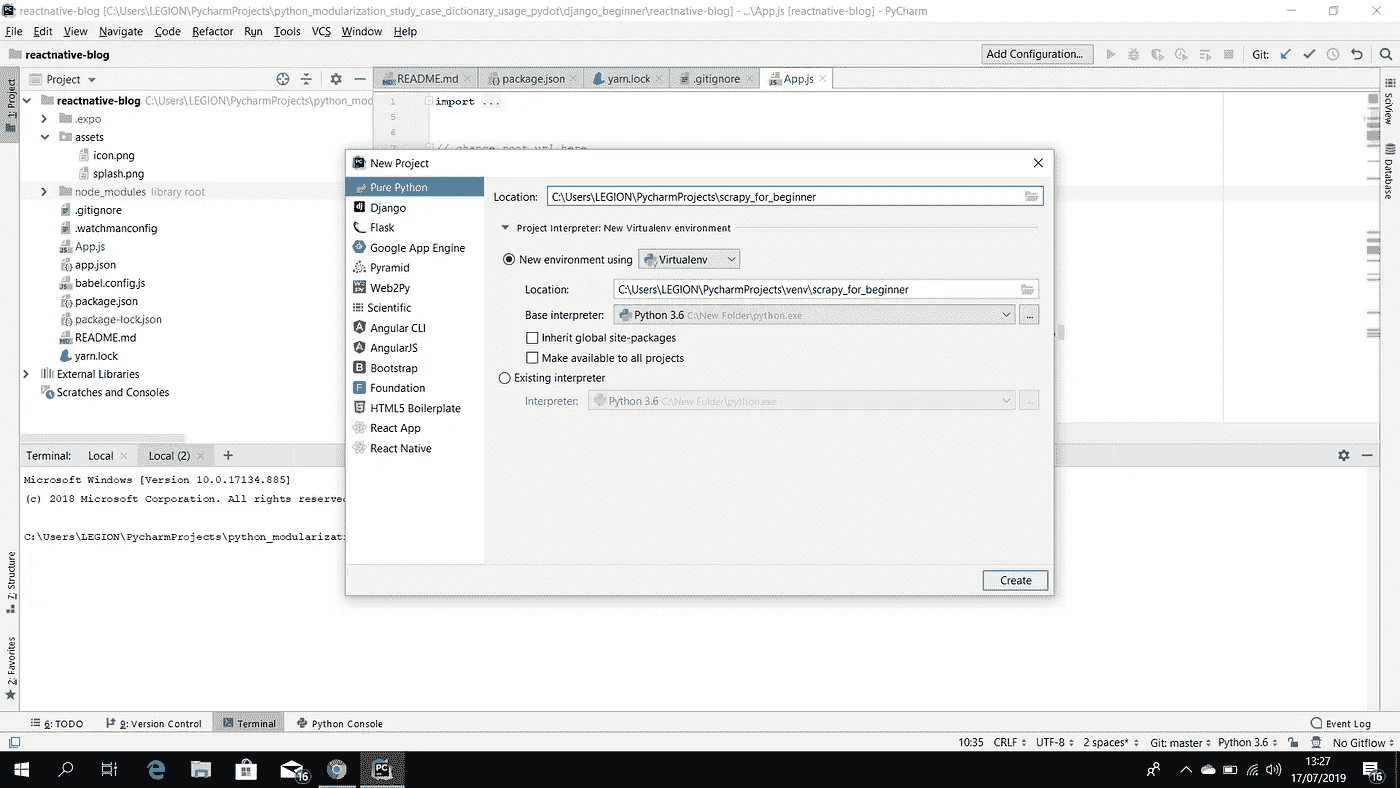 reactnative-blog [C:\Users\LEGION\PycharmProjects\python_modularization_study_case_dictionary_usage_pydot\django_beginner\reactnative-blog] - ...\App.js [reactnative-blog] - PyCharm
File Edit View Navigate Code Refactor Run Tools VCS Window Help
reactnative-blog
Add Configuration...
Git:
1: Project
Project
README.md
package.json
yarn.lock
.gitignore
App.js
SciView
Database
reactnative-blog C:\Users\LEGION\PycharmProjects\python_mod
.expo
assets
icon.png
splash.png
node_modules library root
.gitignore
.watchmanconfig
App.js
app.json
babel.config.js
package.json
package-lock.json
README.md
yarn.lock
External Libraries
Scratches and Consoles
1 import ...
5
6
7 // change root url here
New Project
Pure Python
Django
Flask
Google App Engine
Pyramid
Web2Py
Scientific
Angular CLI
AngularJS
Bootstrap
Foundation
HTML5 Boilerplate
React App
React Native
Location: C:\Users\LEGION\PycharmProjects\scrapy_for_beginner
Project Interpreter: New Virtualenv environment
New environment using Virtualenv
Location: C:\Users\LEGION\PycharmProjects\venv\scrapy_for_beginner
Base interpreter: Python 3.6 C:\New Folder\python.exe ...
Inherit global site-packages
Make available to all projects
Existing interpreter
Interpreter: Python 3.6 C:\New Folder\python.exe ...
Create
Terminal: Local Local (2) +
Microsoft Windows [Version 10.0.17134.885]
(c) 2018 Microsoft Corporation. All rights reserved
C:\Users\LEGION\PycharmProjects\python_modularizati
7: Structure
2: Favorites
6: TODO 9: Version Control Terminal Python Console Event Log
10:35 CRLF UTF-8 2 spaces* Git: master Python 3.6 No Gitflow
PC
16
13:27
17/07/2019
16